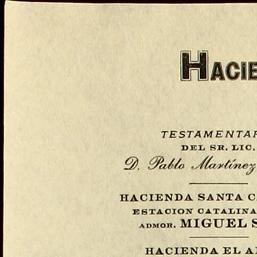 HACIE
TESTAMENTAR
DEL SR. LIC.
D. Pablo Martínez
HACIENDA SANTA C
ESTACION CATALINA
ADMOR. MIGUEL S
HACIENDA EL A